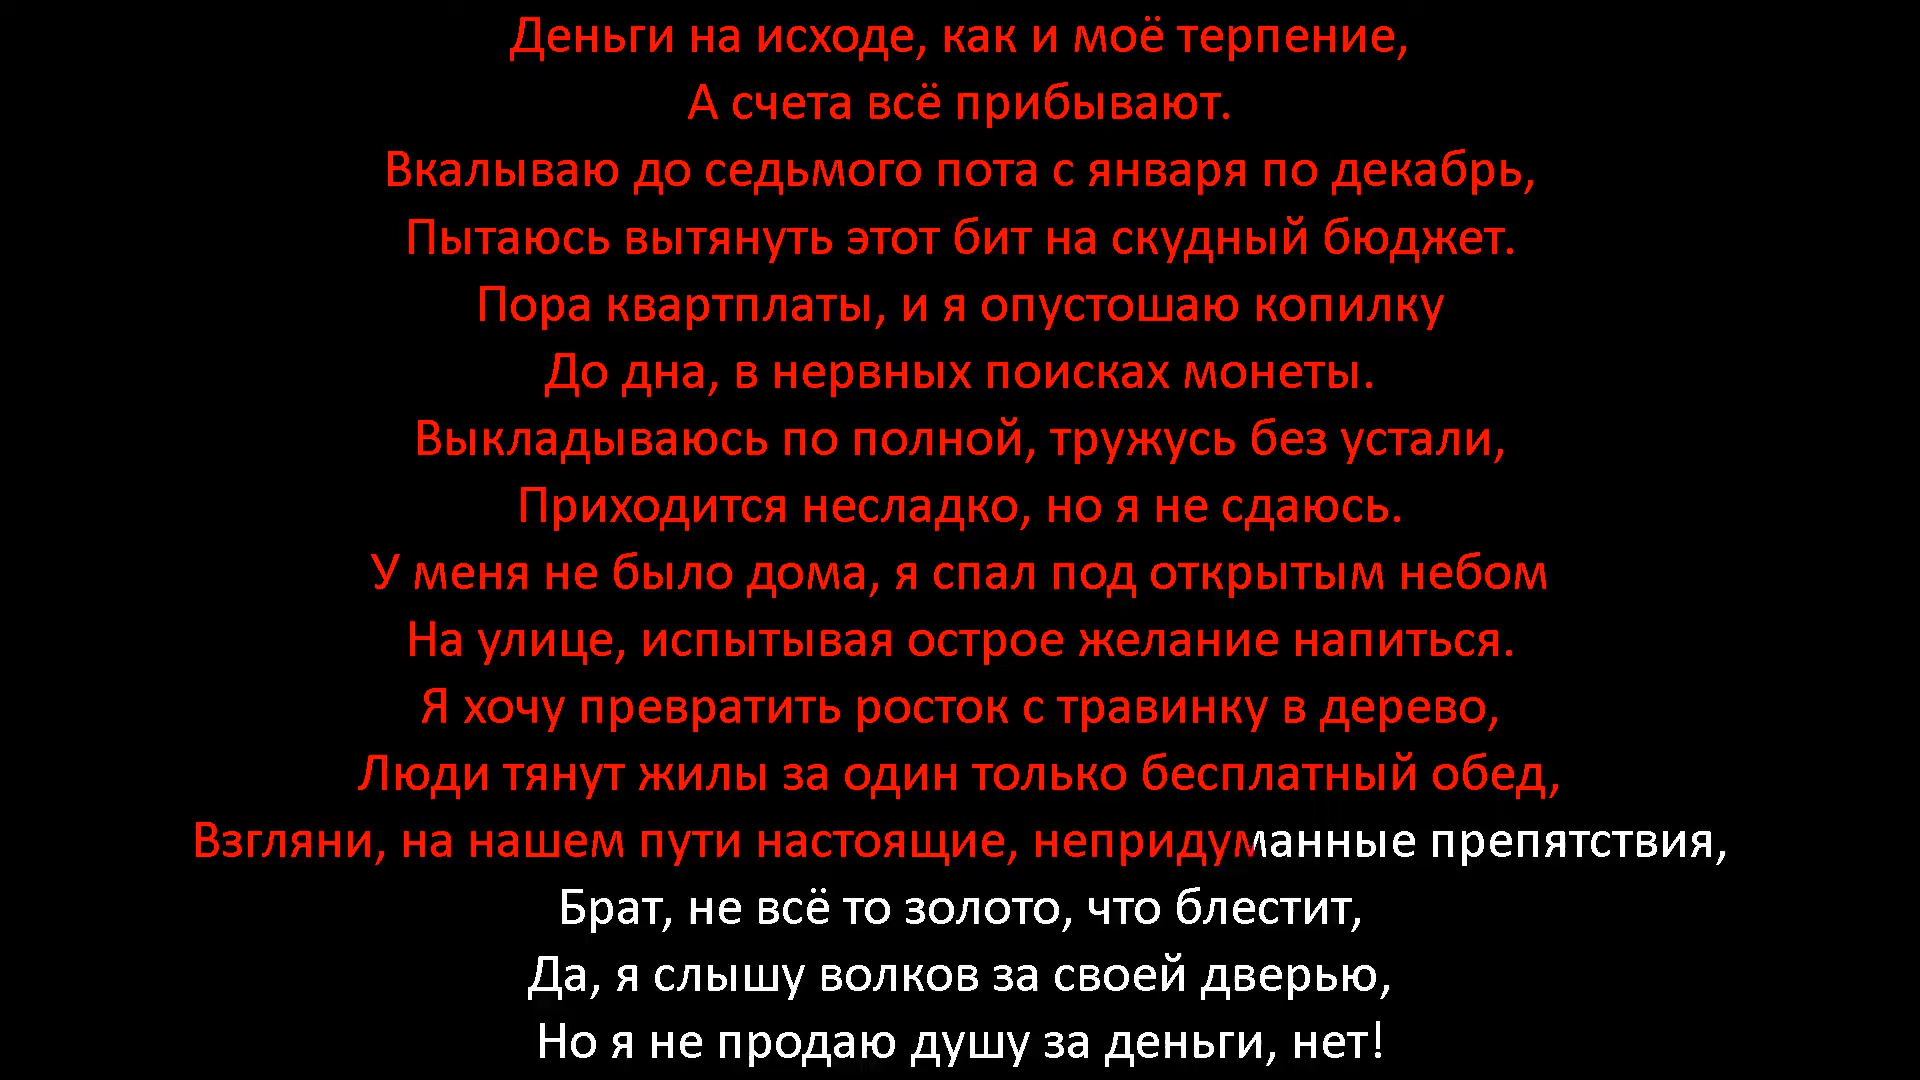 Деньги на исходе, как и моё терпение,
А счета всё прибывают.
Вкалываю до седьмого пота с января по декабрь,
Пытаюсь вытянуть этот бит на скудный бюджет.
Пора квартплаты, и я опустошаю копилку
До дна, в нервных поисках монеты.
Выкладываюсь по полной, тружусь без устали,
Приходится несладко, но я не сдаюсь.
У меня не было дома, я спал под открытым небом
На улице, испытывая острое желание напиться.
Я хочу превратить росток с травинку в дерево,
Люди тянут жилы за один только бесплатный обед,
Взгляни, на нашем пути настоящие, непридуманные препятствия,
Брат, не всё то золото, что блестит,
Да, я слышу волков за своей дверью,
Но я не продаю душу за деньги, нет!